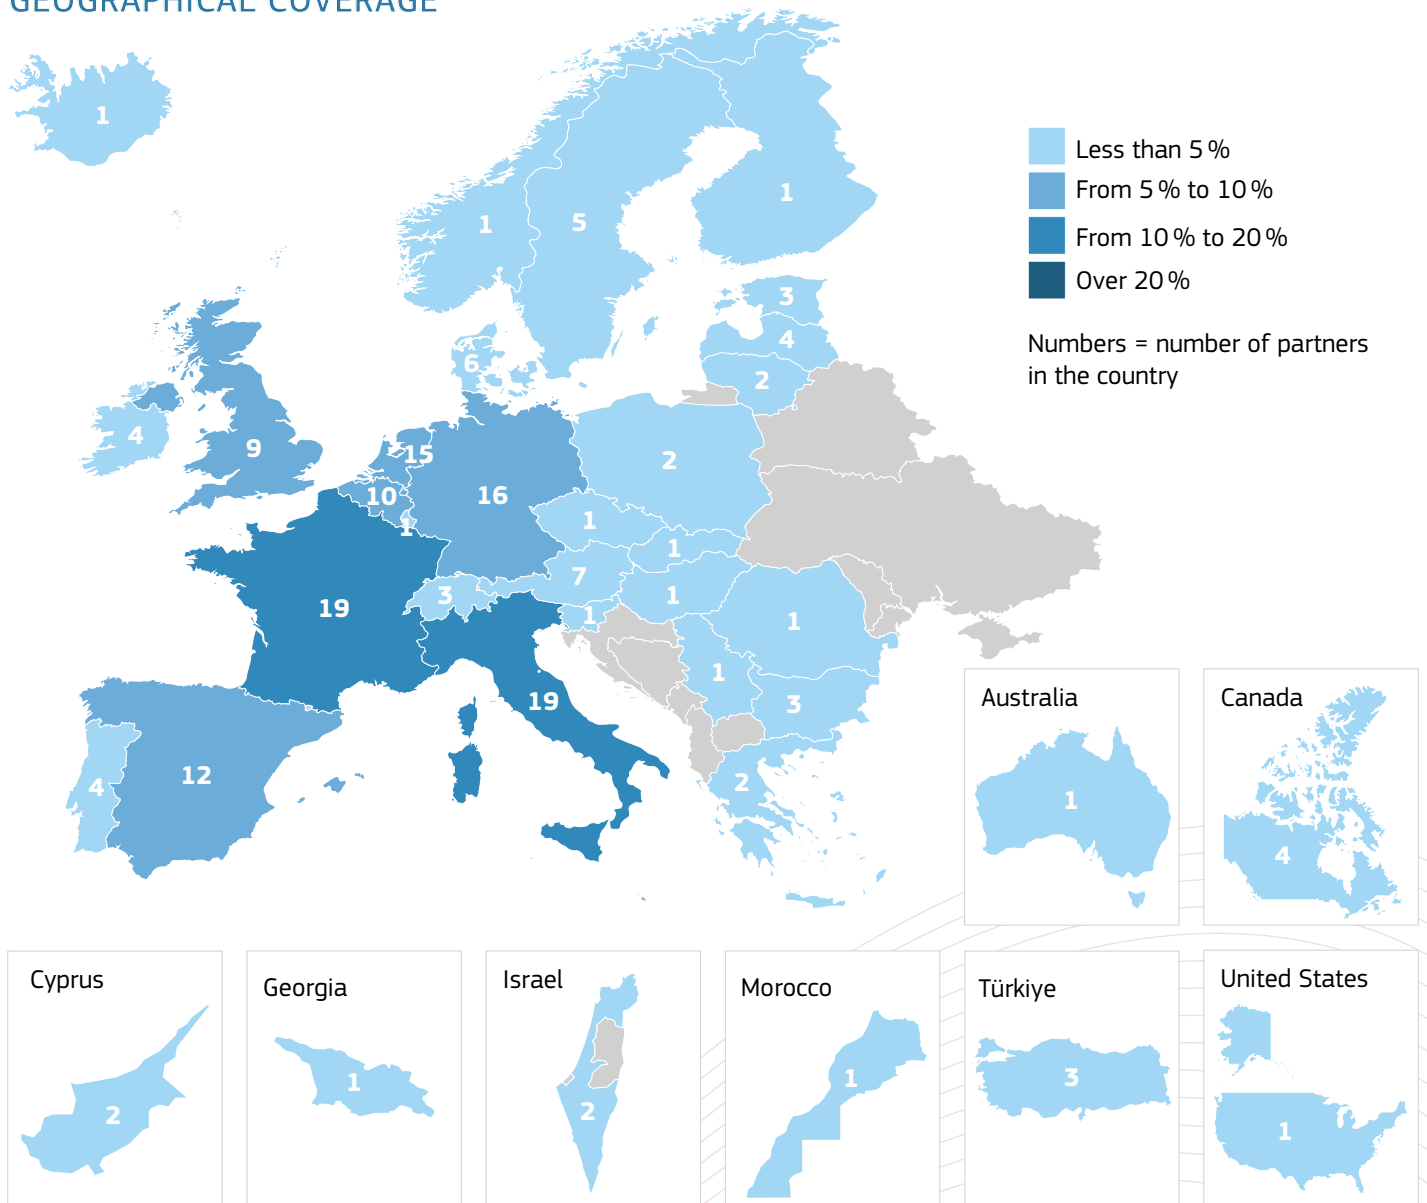 GEOGRAPHICAL COVERAGE
1
Less than 5 %
From 5 % to 10 %
From 10 % to 20 %
Over 20 %
Numbers = number of partners
in the country
1
5
1
3
4
2
6
4
9
15
10
1
16
2
1
1
7
3
1
1
1
19
1
3
19
2
4
12
Australia
1
Canada
4
Cyprus
2
Georgia
1
Israel
2
Morocco
1
Türkiye
3
United States
1